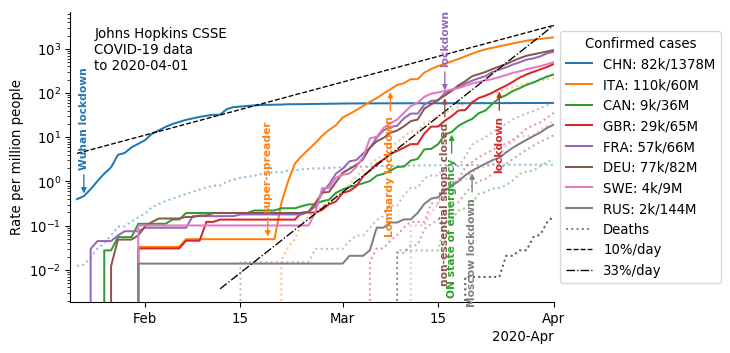 Johns Hopkins CSSE
COVID-19 data
to 2020-04-01
Rate per million people
10³
10²
10¹
10⁰
10⁻¹
10⁻²
Wuhan lockdown
super-spreader
Lombardy lockdown
lockdown
non-essential shops closed
ON state of emergency
Moscow lockdown
lockdown
Feb
15
Mar
15
Apr
2020-Apr
Confirmed cases
CHN: 82k/1378M
ITA: 110k/60M
CAN: 9k/36M
GBR: 29k/65M
FRA: 57k/66M
DEU: 77k/82M
SWE: 4k/9M
RUS: 2k/144M
Deaths
10%/day
33%/day